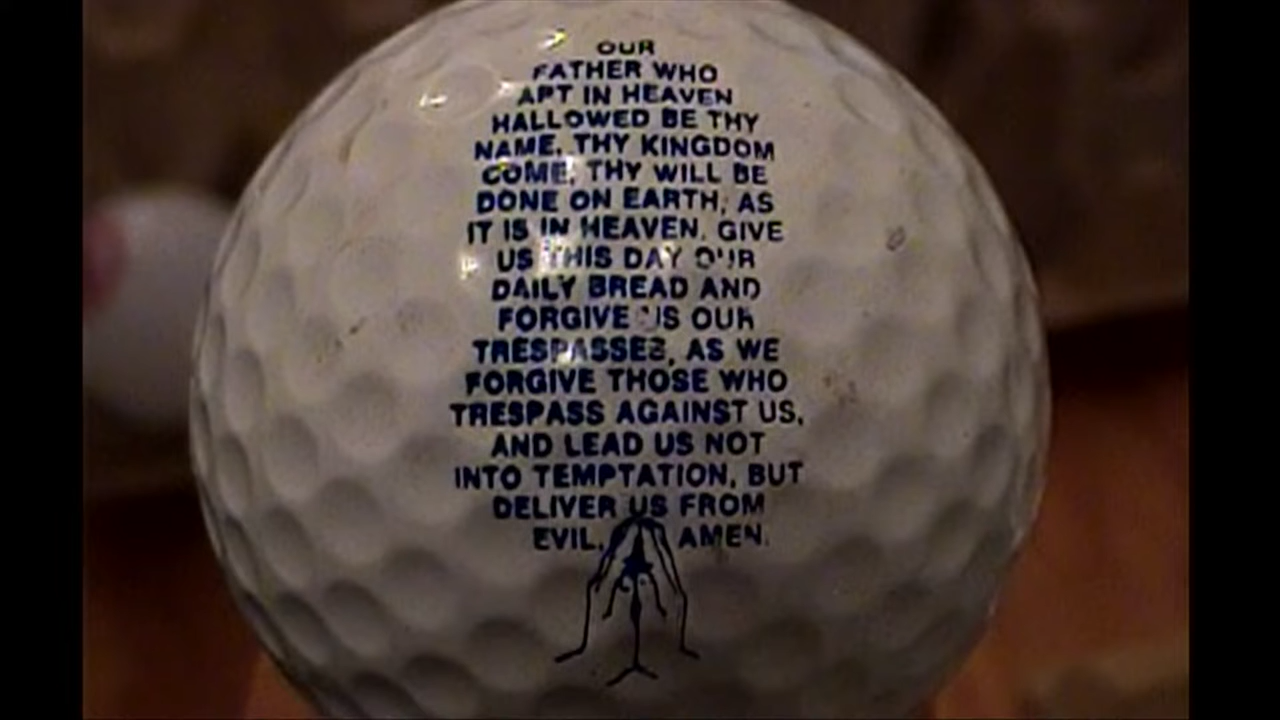 OUR
FATHER WHO
ART IN HEAVEN
HALLOWED BE THY
NAME. THY KINGDOM
COME, THY WILL BE
DONE ON EARTH, AS
IT IS IN HEAVEN. GIVE
US THIS DAY OUR
DAILY BREAD AND
FORGIVE US OUR
TRESPASSES, AS WE
FORGIVE THOSE WHO
TRESPASS AGAINST US,
AND LEAD US NOT
INTO TEMPTATION, BUT
DELIVER US FROM
EVIL. AMEN.